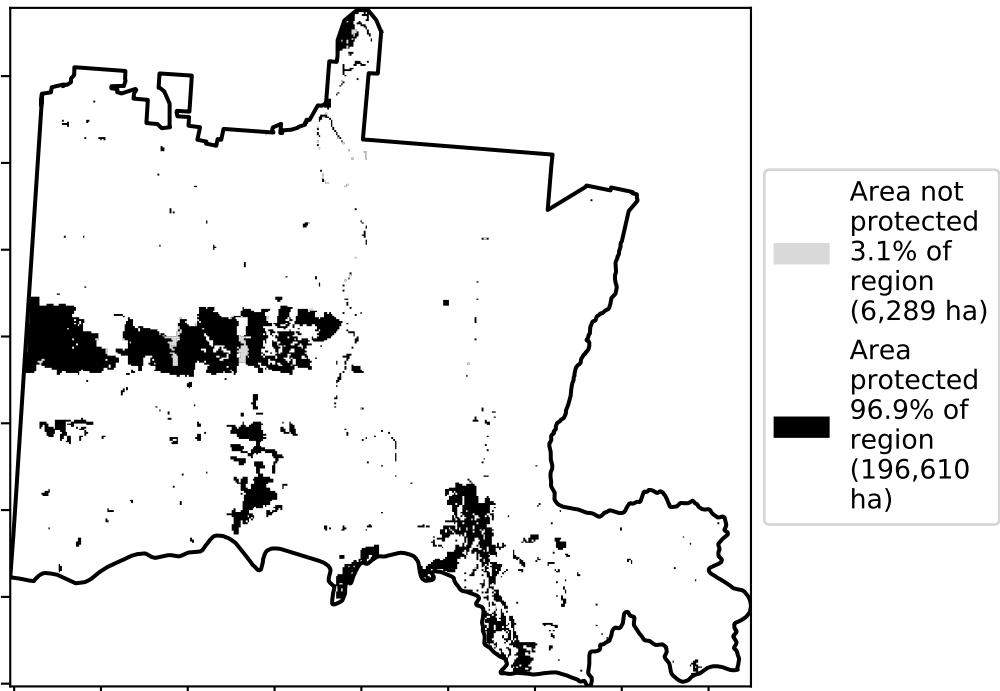 Area not
protected
3.1% of
region
(6,289 ha)
Area
protected
96.9% of
region
(196,610
ha)